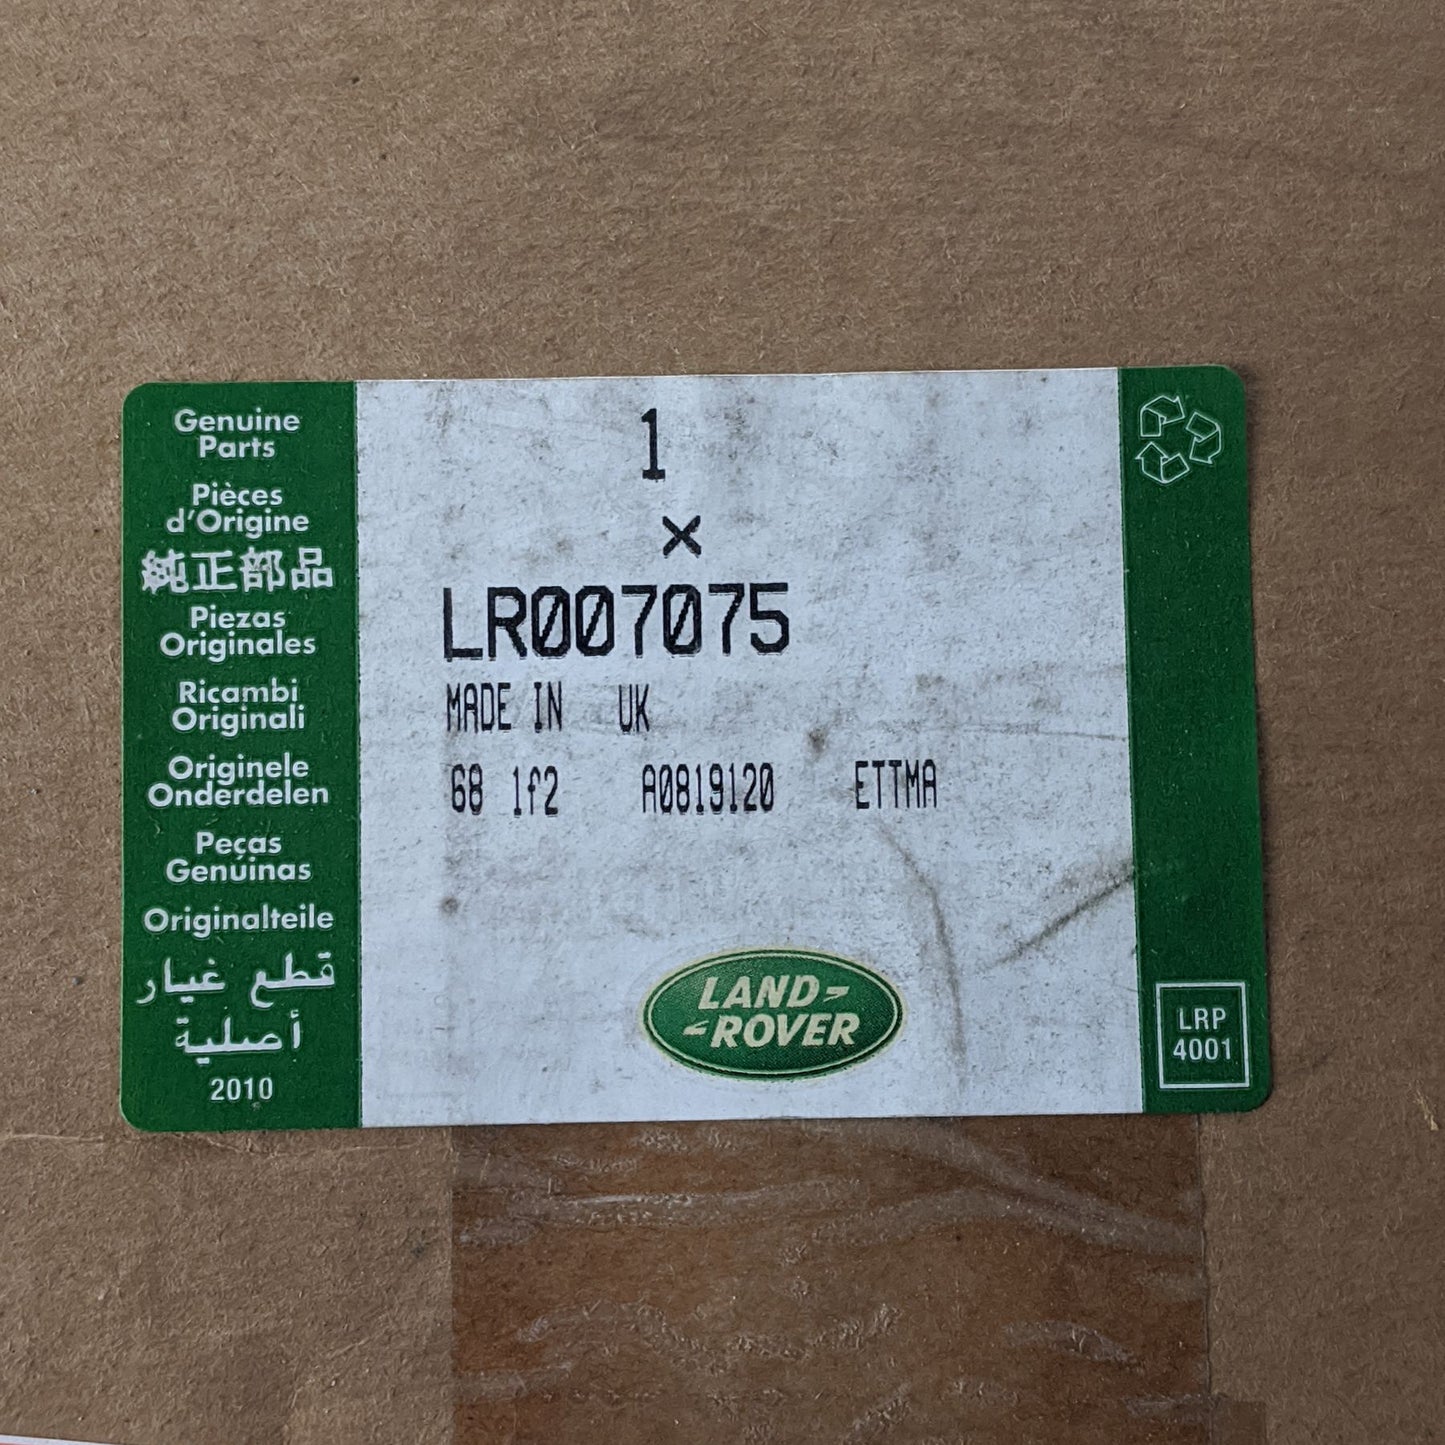 Genuine
Parts
Pièces
d'Origine
純正部品
Piezas
Originales
Ricambi
Originali
Originele
Onderdelen
Peças
Genúinas
Originalteile
قطع غيار
أصلية
2010
1
×
LR007075
MADE IN UK
68 1f2 A0819120 ETTMA
LAND-
-ROVER
LRP
4001